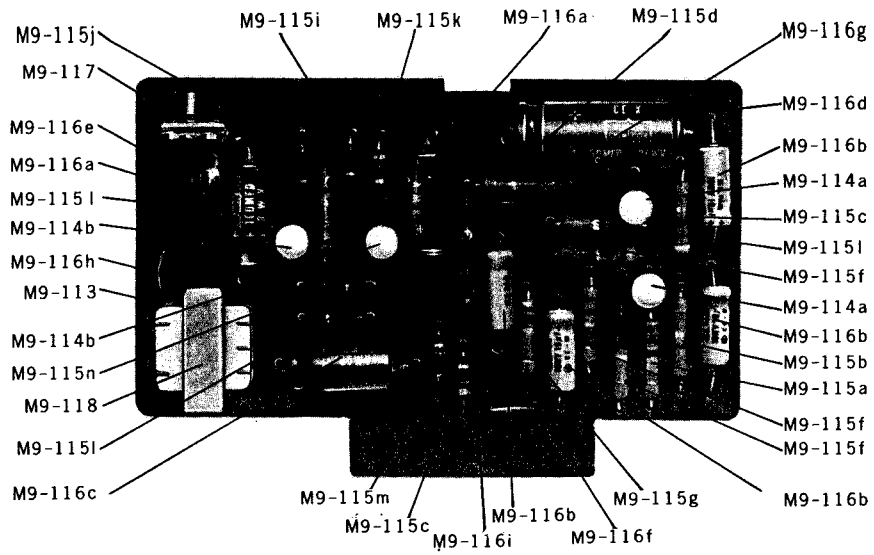 M9-115j
M9-115i
M9-115k
M9-116a
M9-115d
M9-116g
M9-117
M9-116e
M9-116a
M9-115l
M9-114b
M9-116h
M9-113
M9-114b
M9-115n
M9-118
M9-115l
M9-116c
M9-116d
M9-116b
M9-114a
M9-115c
M9-115l
M9-115f
M9-114a
M9-116b
M9-115b
M9-115a
M9-115f
M9-115f
M9-116b
M9-115m
M9-115c
M9-116i
M9-116b
M9-116f
M9-115g